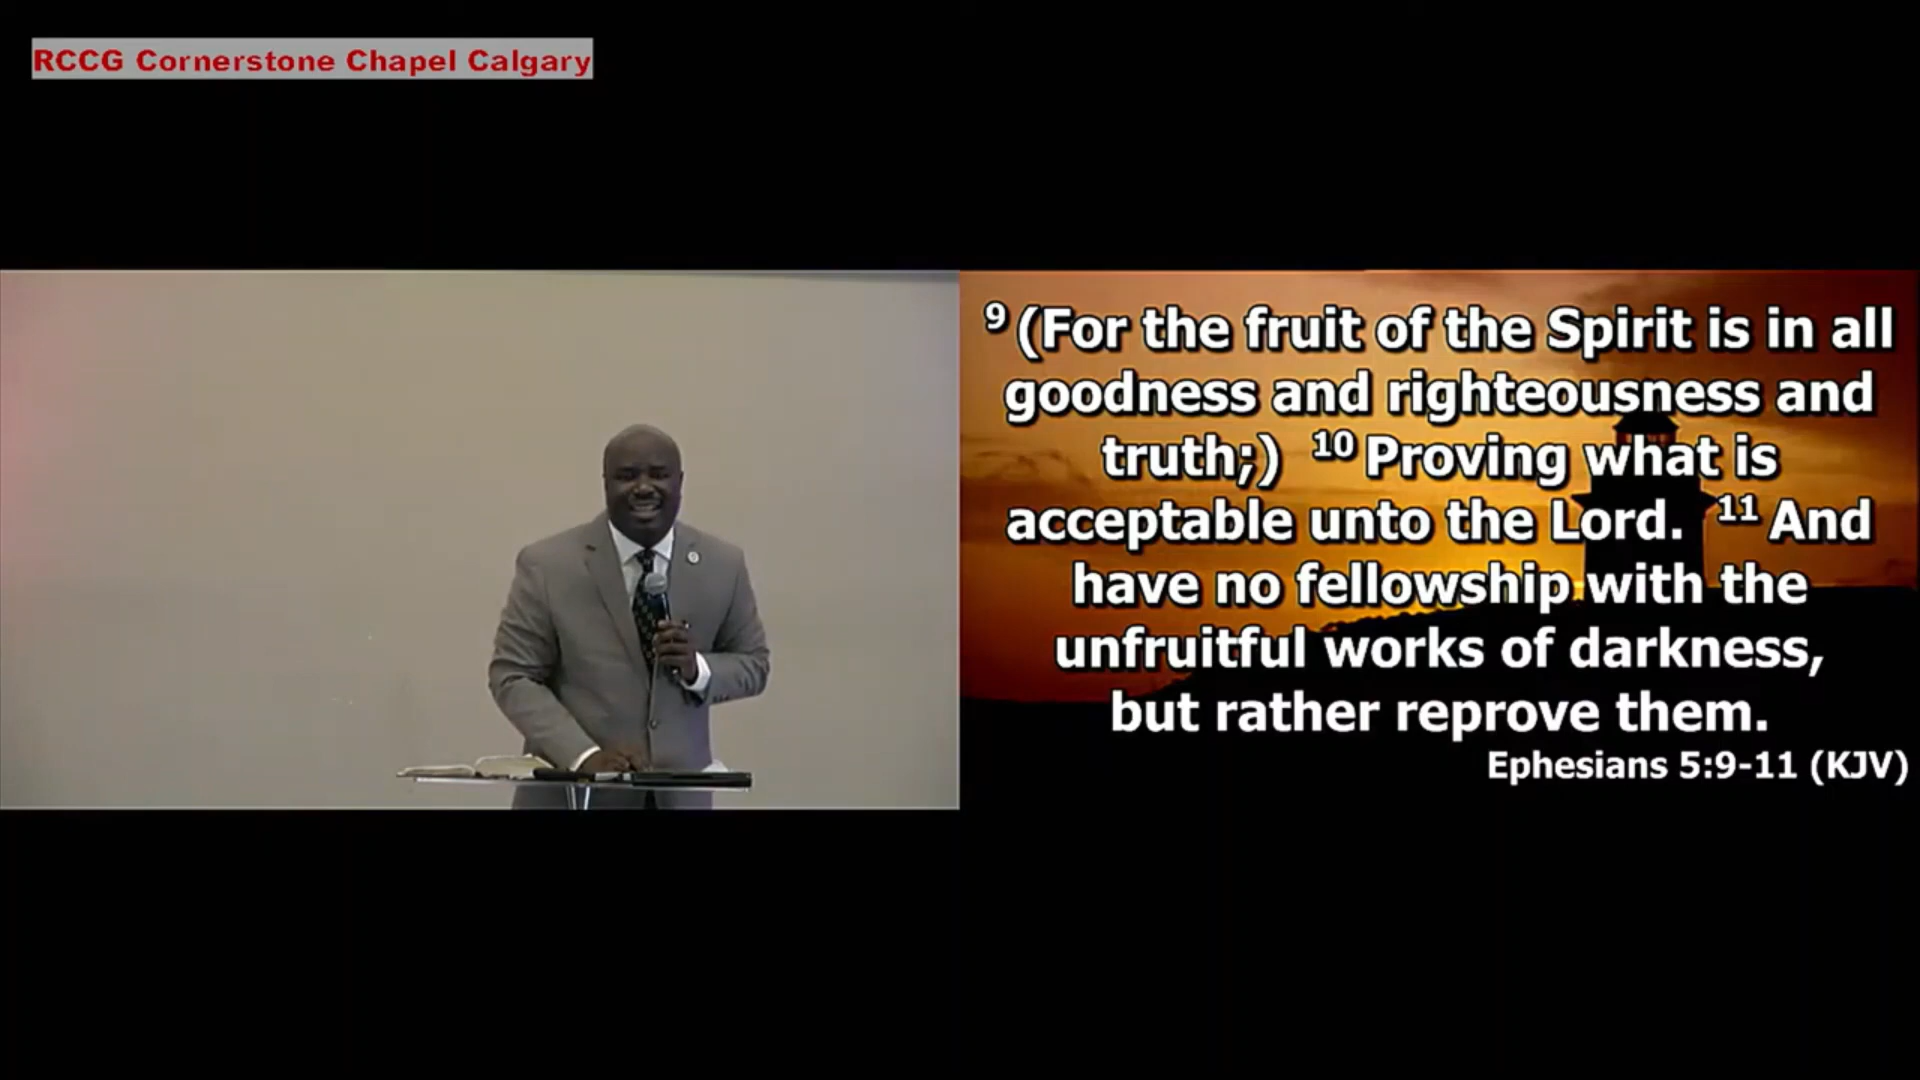 RCCG Cornerstone Chapel Calgary
9 (For the fruit of the Spirit is in all
goodness and righteousness and
truth;) 10 Proving what is
acceptable unto the Lord. 11 And
have no fellowship with the
unfruitful works of darkness,
but rather reprove them.
Ephesians 5:9-11 (KJV)